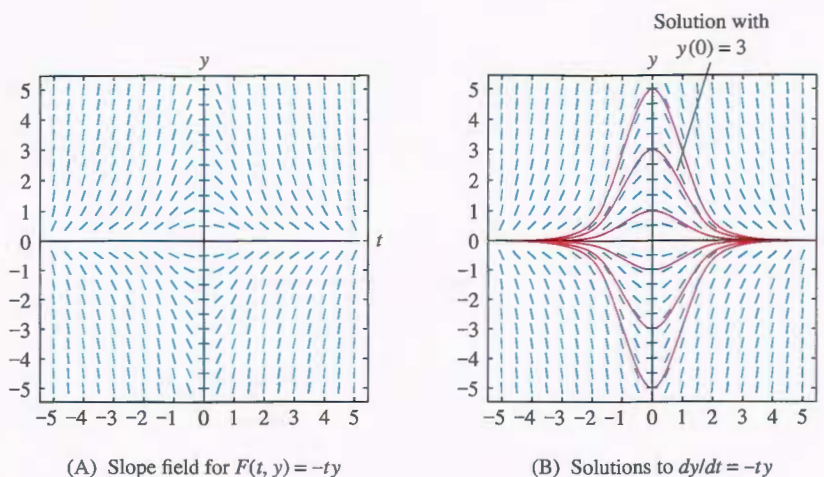 Solution with
y(0) = 3
y
5
4
3
2
1
0
−1
−2
−3
−4
−5
t
−5 −4 −3 −2 −1 0 1 2 3 4 5
(A) Slope field for F(t, y) = −ty
y
5
4
3
2
1
0
−1
−2
−3
−4
−5
−5 −4 −3 −2 −1 0 1 2 3 4 5
(B) Solutions to dy/dt = −ty